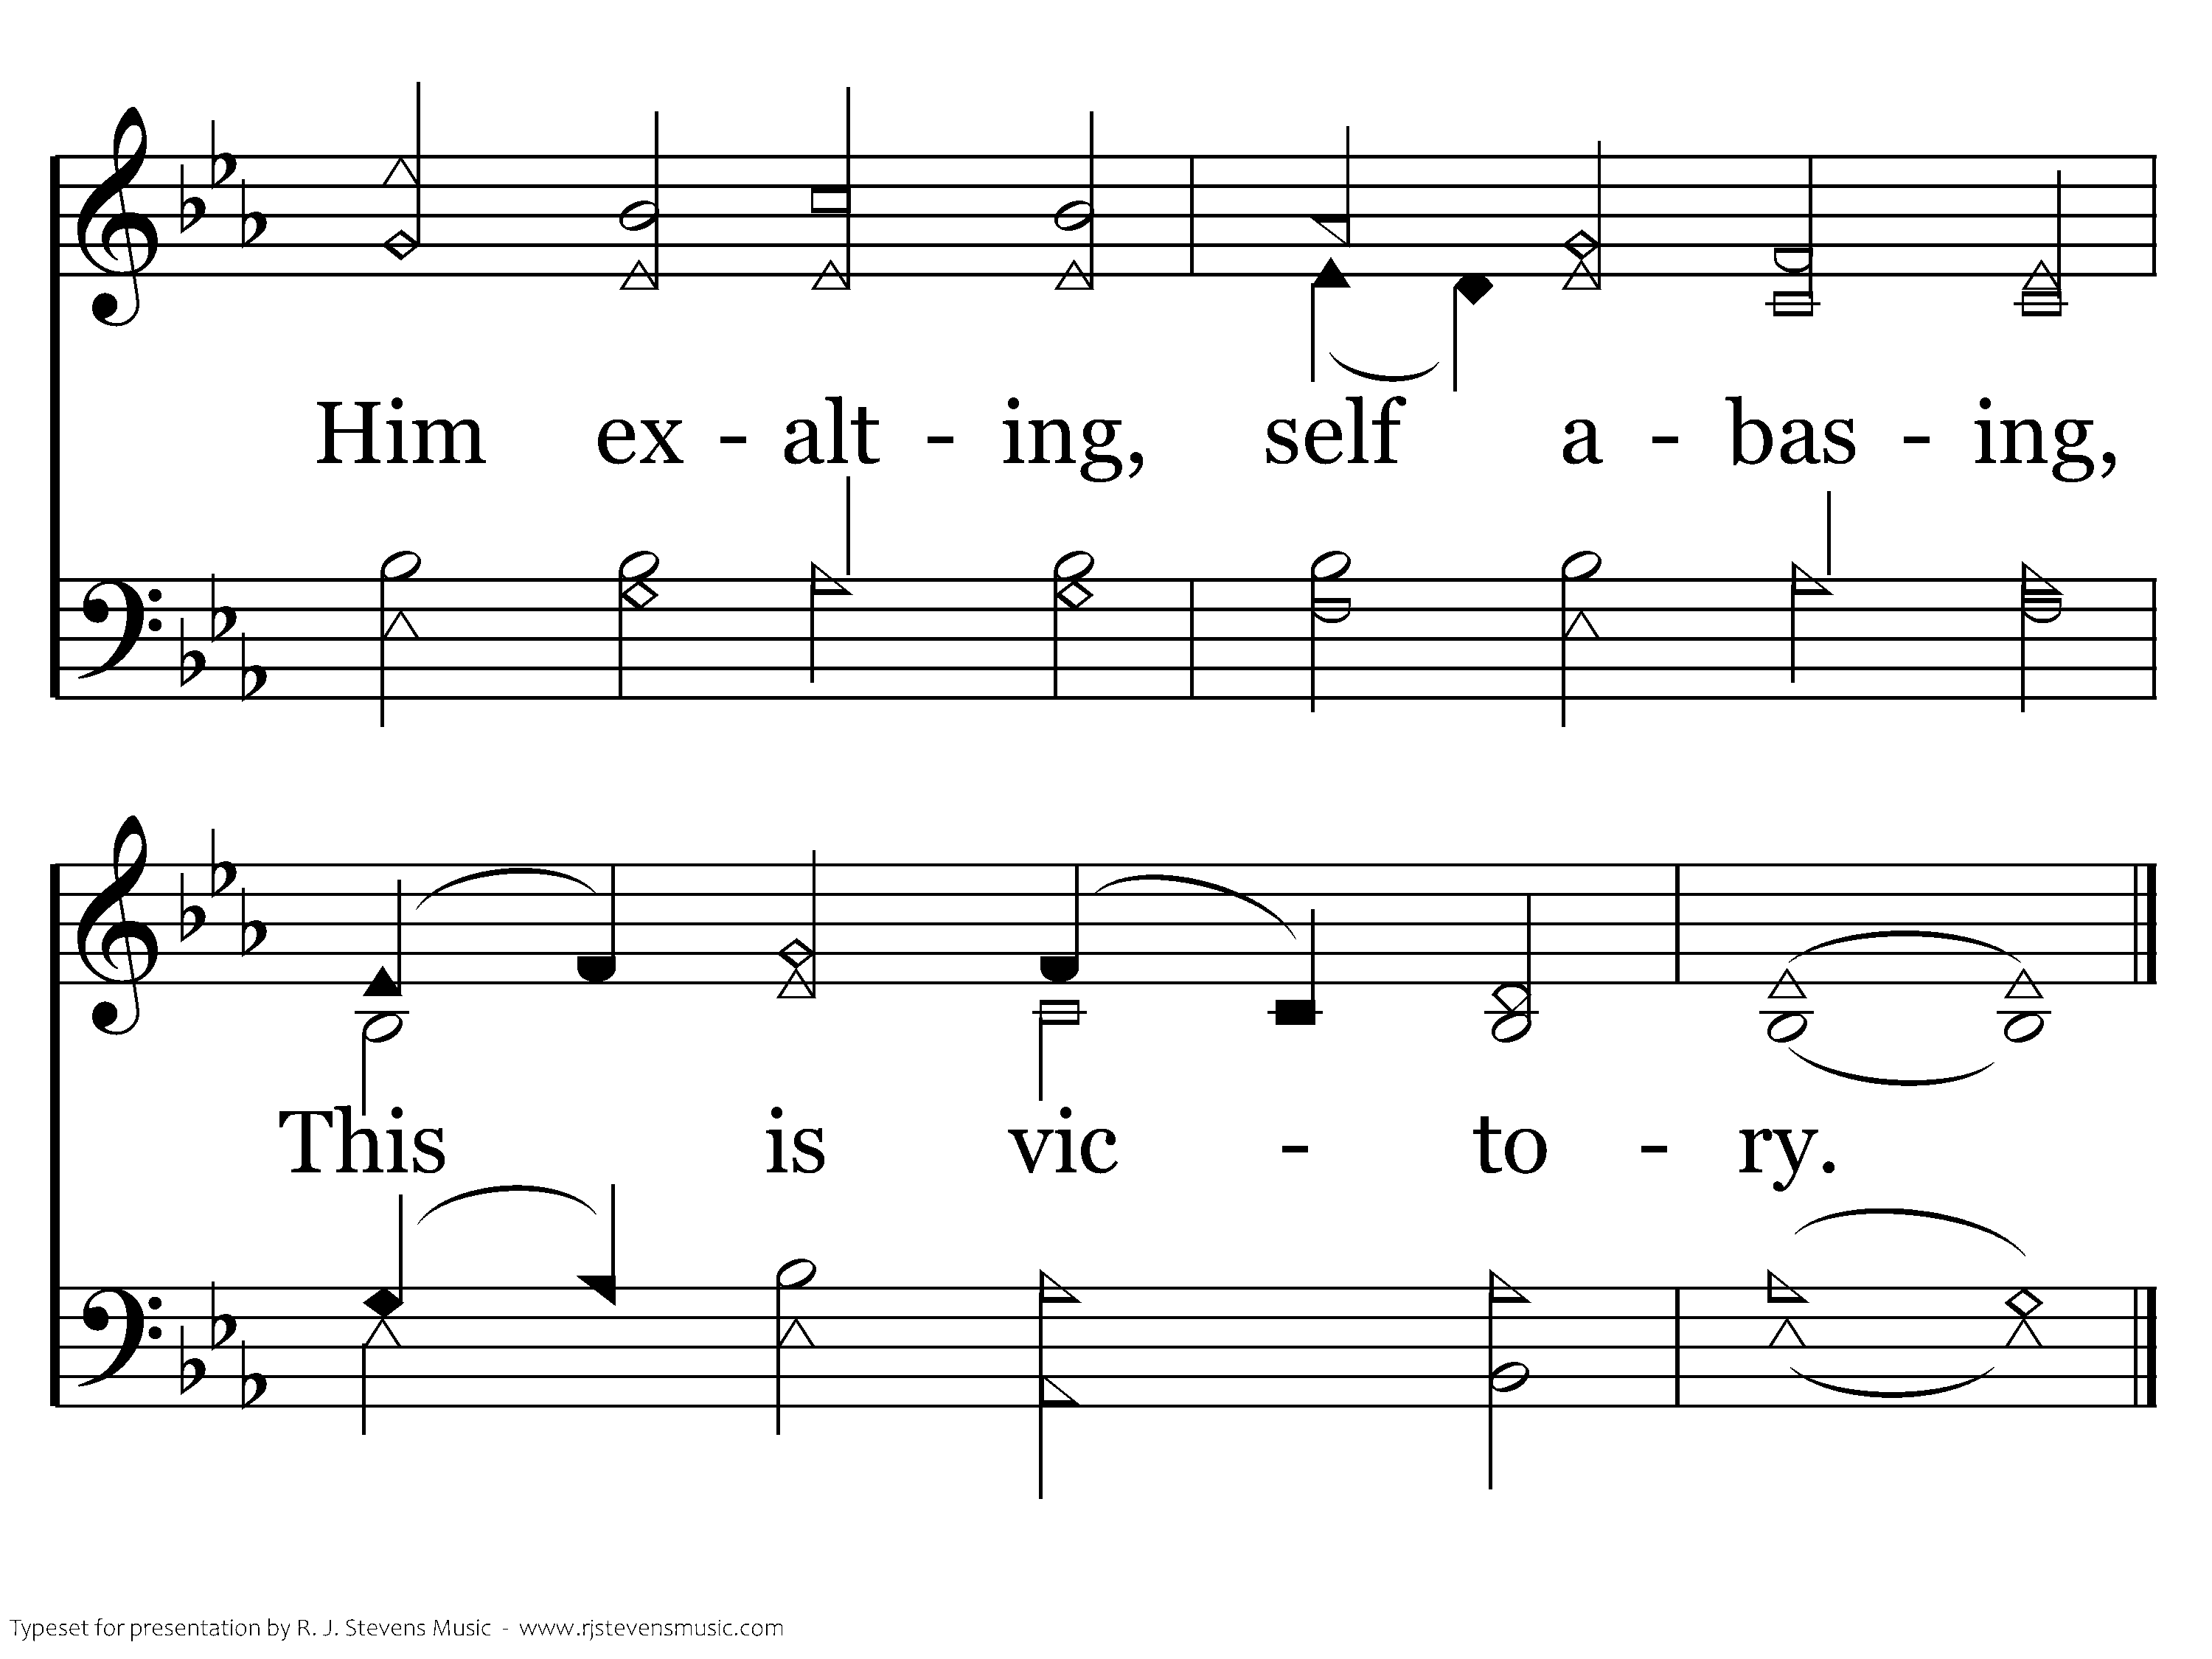 Him ex - alt - ing, self a - bas - ing,
This is vic - to - ry.
Typeset for presentation by R. J. Stevens Music - www.rjstevensmusic.com